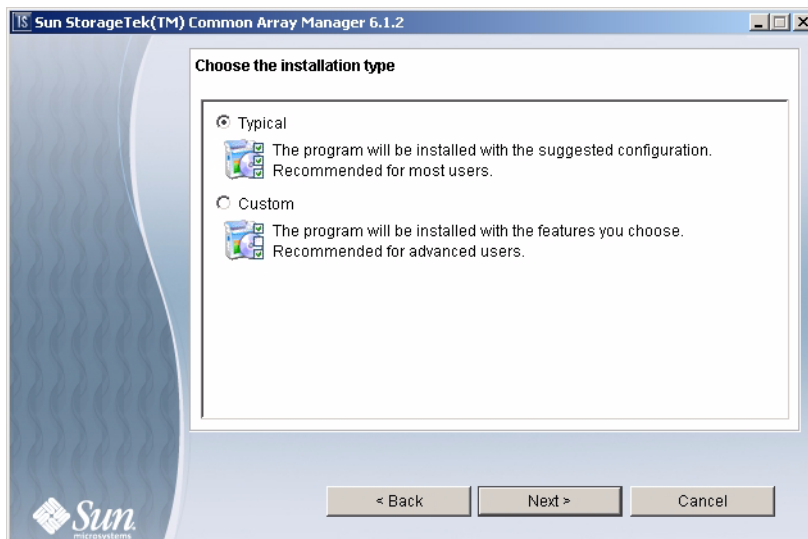 Sun StorageTek(TM) Common Array Manager 6.1.2
Choose the installation type
Typical
The program will be installed with the suggested configuration.
Recommended for most users.
Custom
The program will be installed with the features you choose.
Recommended for advanced users.
< Back
Next >
Cancel
Sun
microsystems